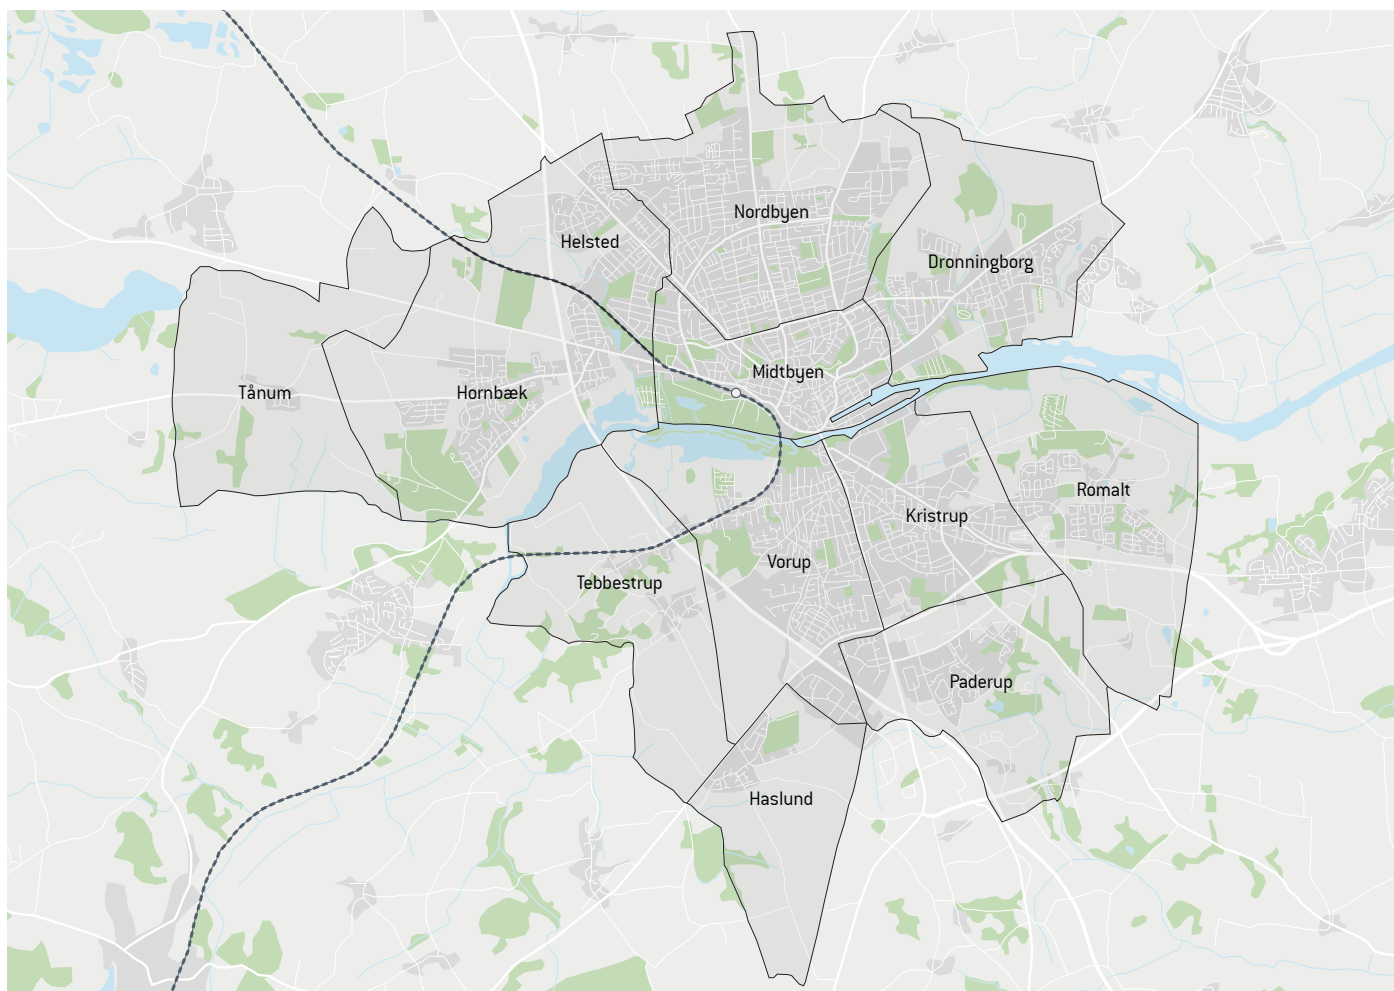 Nordbyen
Helsted
Dronningborg
Midtbyen
Tånum
Hornbæk
Romalt
Kristrup
Vorup
Tebbestrup
Paderup
Haslund